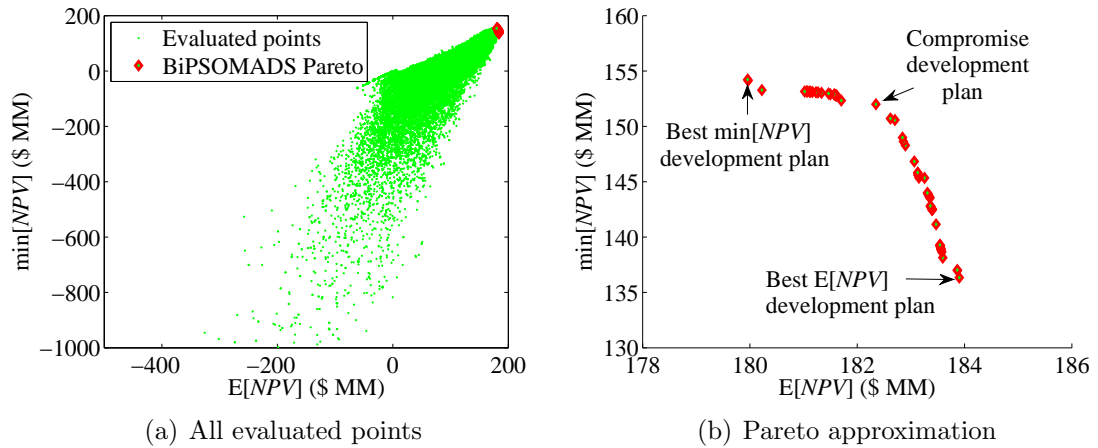 200
0
−200
−400
−600
−800
−1000
min[NPV] ($ MM)
Evaluated points
BiPSOMADS Pareto
−400
−200
0
200
E[NPV] ($ MM)
(a) All evaluated points
160
155
150
145
140
135
130
min[NPV] ($ MM)
Compromise
development
plan
Best min[NPV]
development plan
Best E[NPV]
development plan
178
180
182
184
186
E[NPV] ($ MM)
(b) Pareto approximation